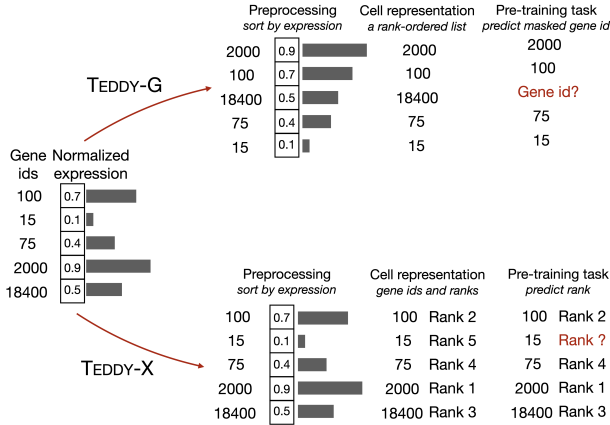 Preprocessing Cell representation Pre-training task
sort by expression a rank-ordered list predict masked gene id
2000 0.9 2000 2000
100 0.7 100 100
18400 0.5 18400 Gene id?
75 0.4 75 75
15 0.1 15 15
TEDDY-G
Gene Normalized
ids expression
100 0.7
15 0.1
75 0.4
2000 0.9
18400 0.5
TEDDY-X
Preprocessing Cell representation Pre-training task
sort by expression gene ids and ranks predict rank
100 0.7 100 Rank 2 100 Rank 2
15 0.1 15 Rank 5 15 Rank ?
75 0.4 75 Rank 4 75 Rank 4
2000 0.9 2000 Rank 1 2000 Rank 1
18400 0.5 18400 Rank 3 18400 Rank 3